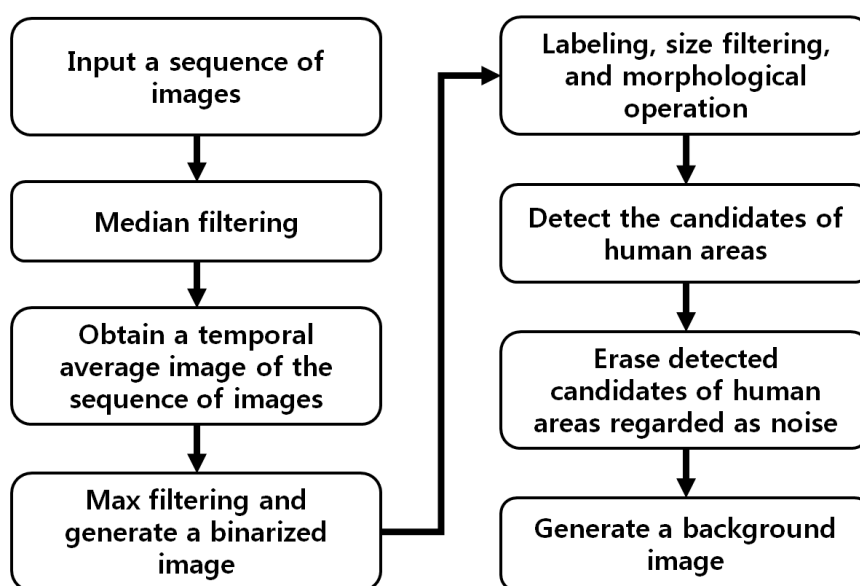 Input a sequence of
images
Median filtering
Obtain a temporal
average image of the
sequence of images
Max filtering and
generate a binarized
image
Labeling, size filtering,
and morphological
operation
Detect the candidates of
human areas
Erase detected
candidates of human
areas regarded as noise
Generate a background
image